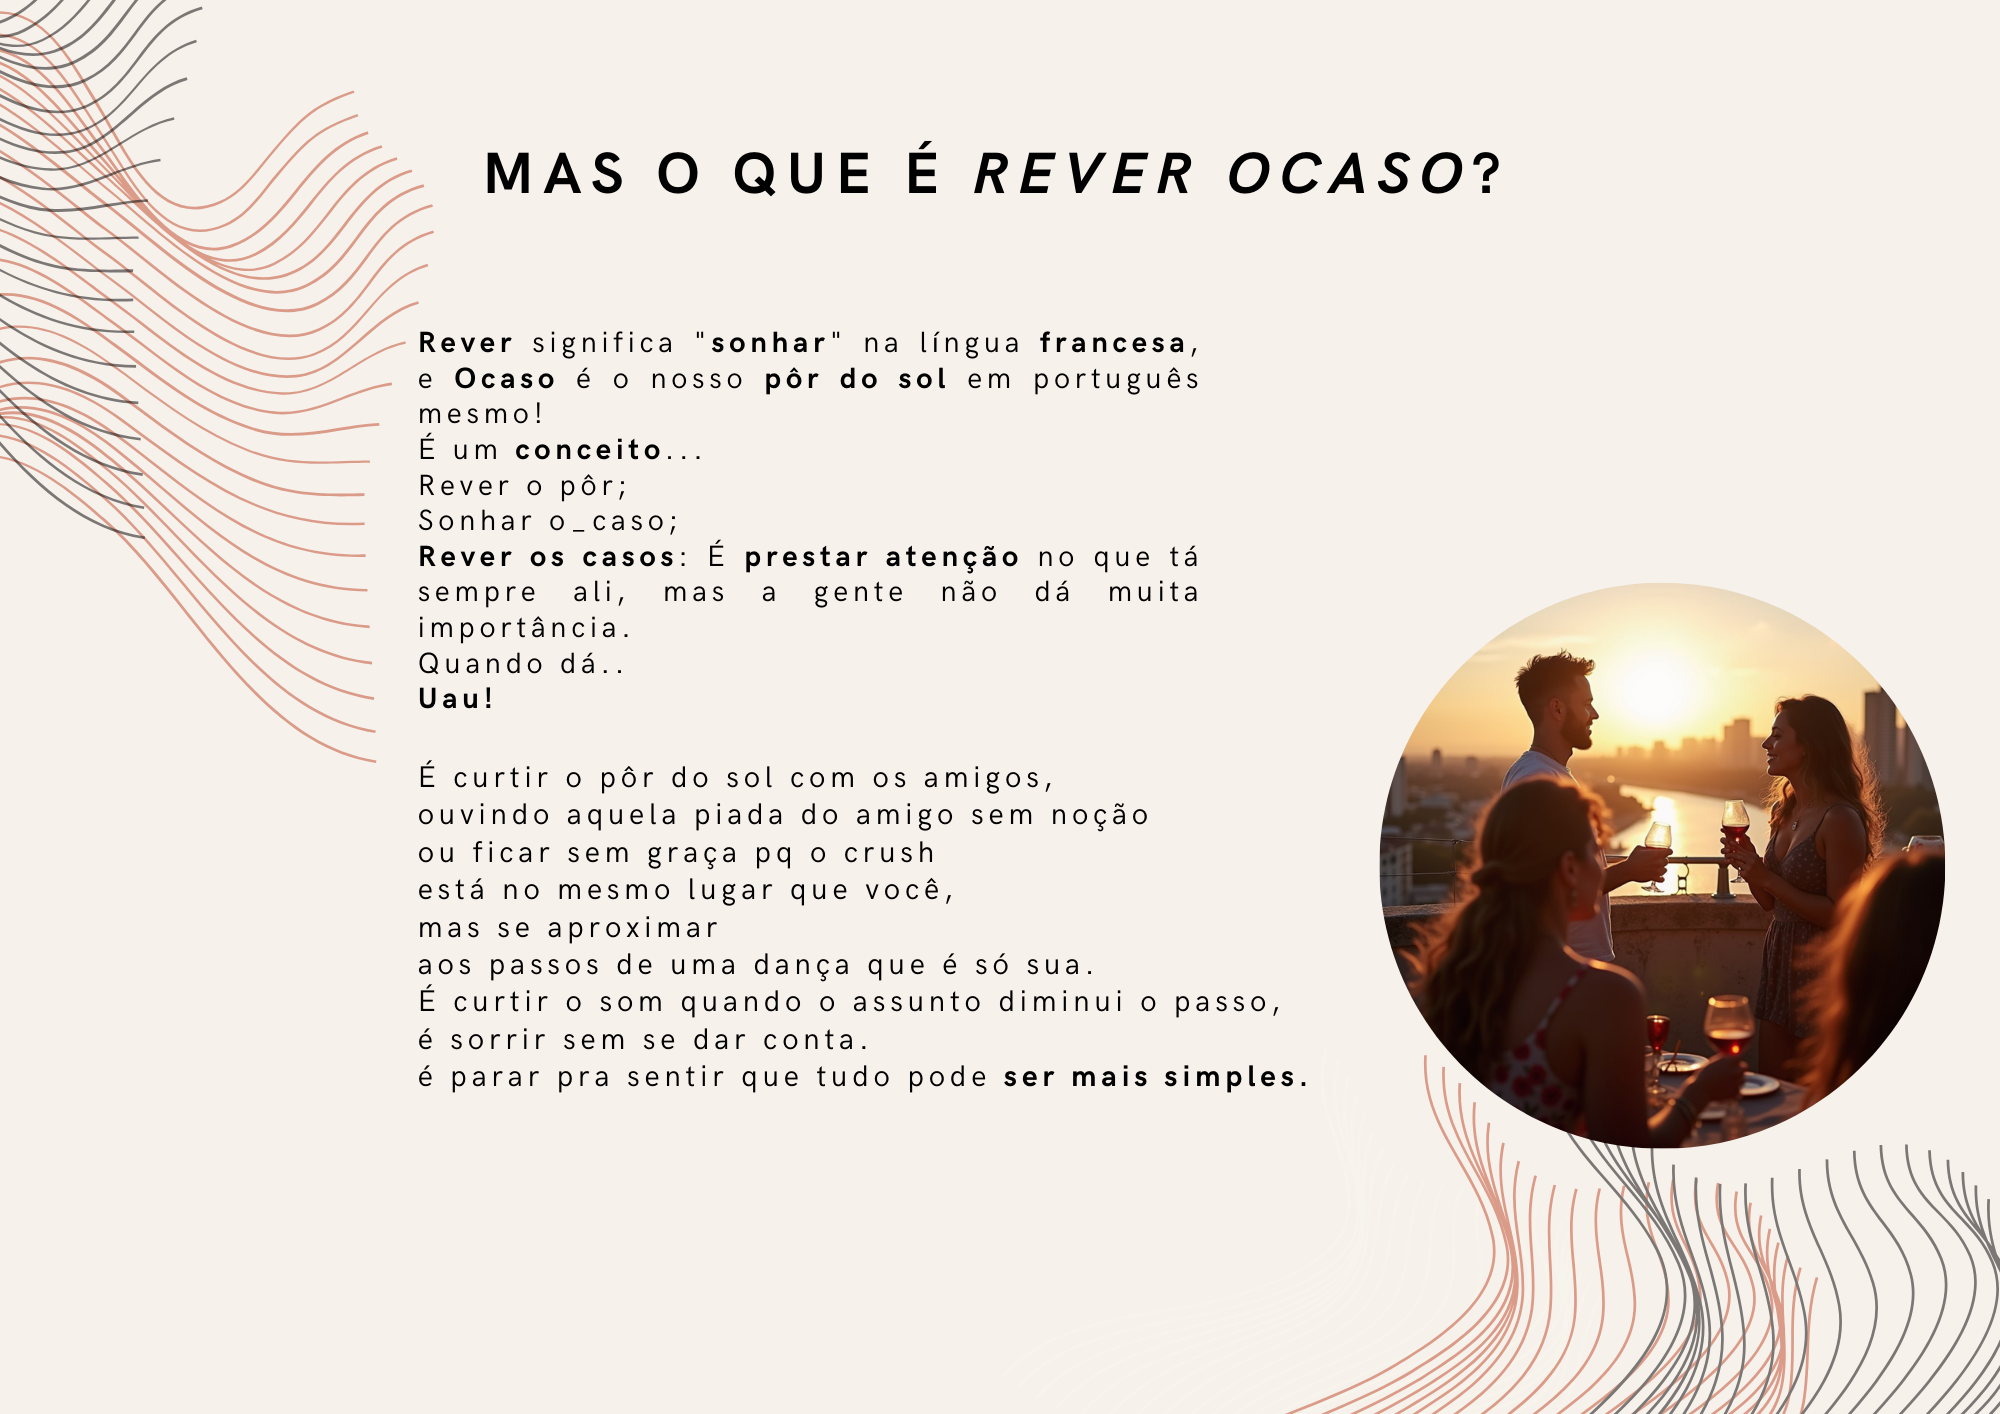 MAS O QUE É REVER OCASO?
Rever significa "sonhar" na língua francesa,
e Ocaso é o nosso pôr do sol em português
mesmo!
É um conceito...
Rever o pôr;
Sonhar o_caso;
Rever os casos: É prestar atenção no que tá
sempre ali, mas a gente não dá muita
importância.
Quando dá..
Uau!
É curtir o pôr do sol com os amigos,
ouvindo aquela piada do amigo sem noção
ou ficar sem graça pq o crush
está no mesmo lugar que você,
mas se aproximar
aos passos de uma dança que é só sua.
É curtir o som quando o assunto diminui o passo,
é sorrir sem se dar conta.
é parar pra sentir que tudo pode ser mais simples.